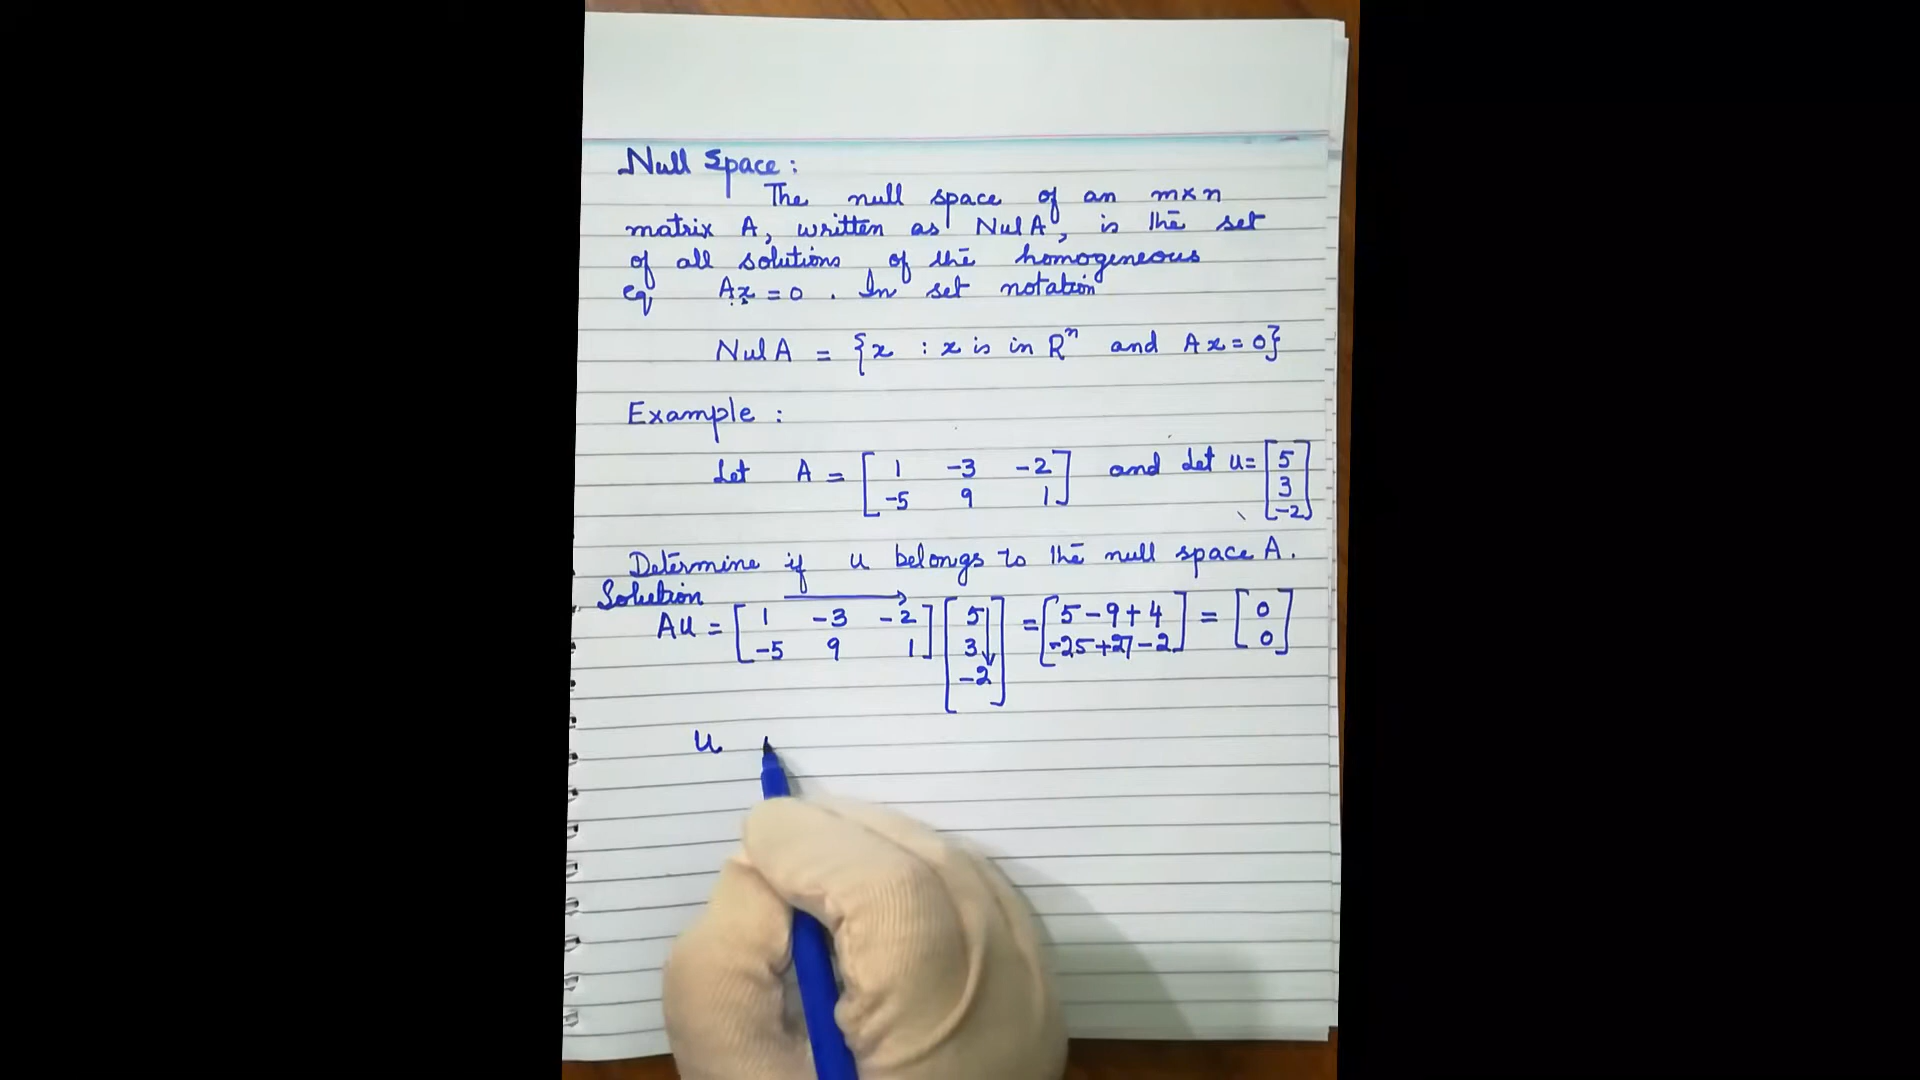 Null Space:
The null space of an m×n
matrix A, written as Nul A, is the set
of all solutions of the homogeneous
eq Ax = 0. In set notation
Nul A = {x : x is in Rⁿ and Ax = 0}
Example:
Let A = [1 -3 -2; -5 9 1] and let u = [5; 3; -2]
Determine if u belongs to the null space A.
Solution
Au = [1 -3 -2; -5 9 1] [5; 3; -2] = [5-9+4; -25+27-2] = [0; 0]
u